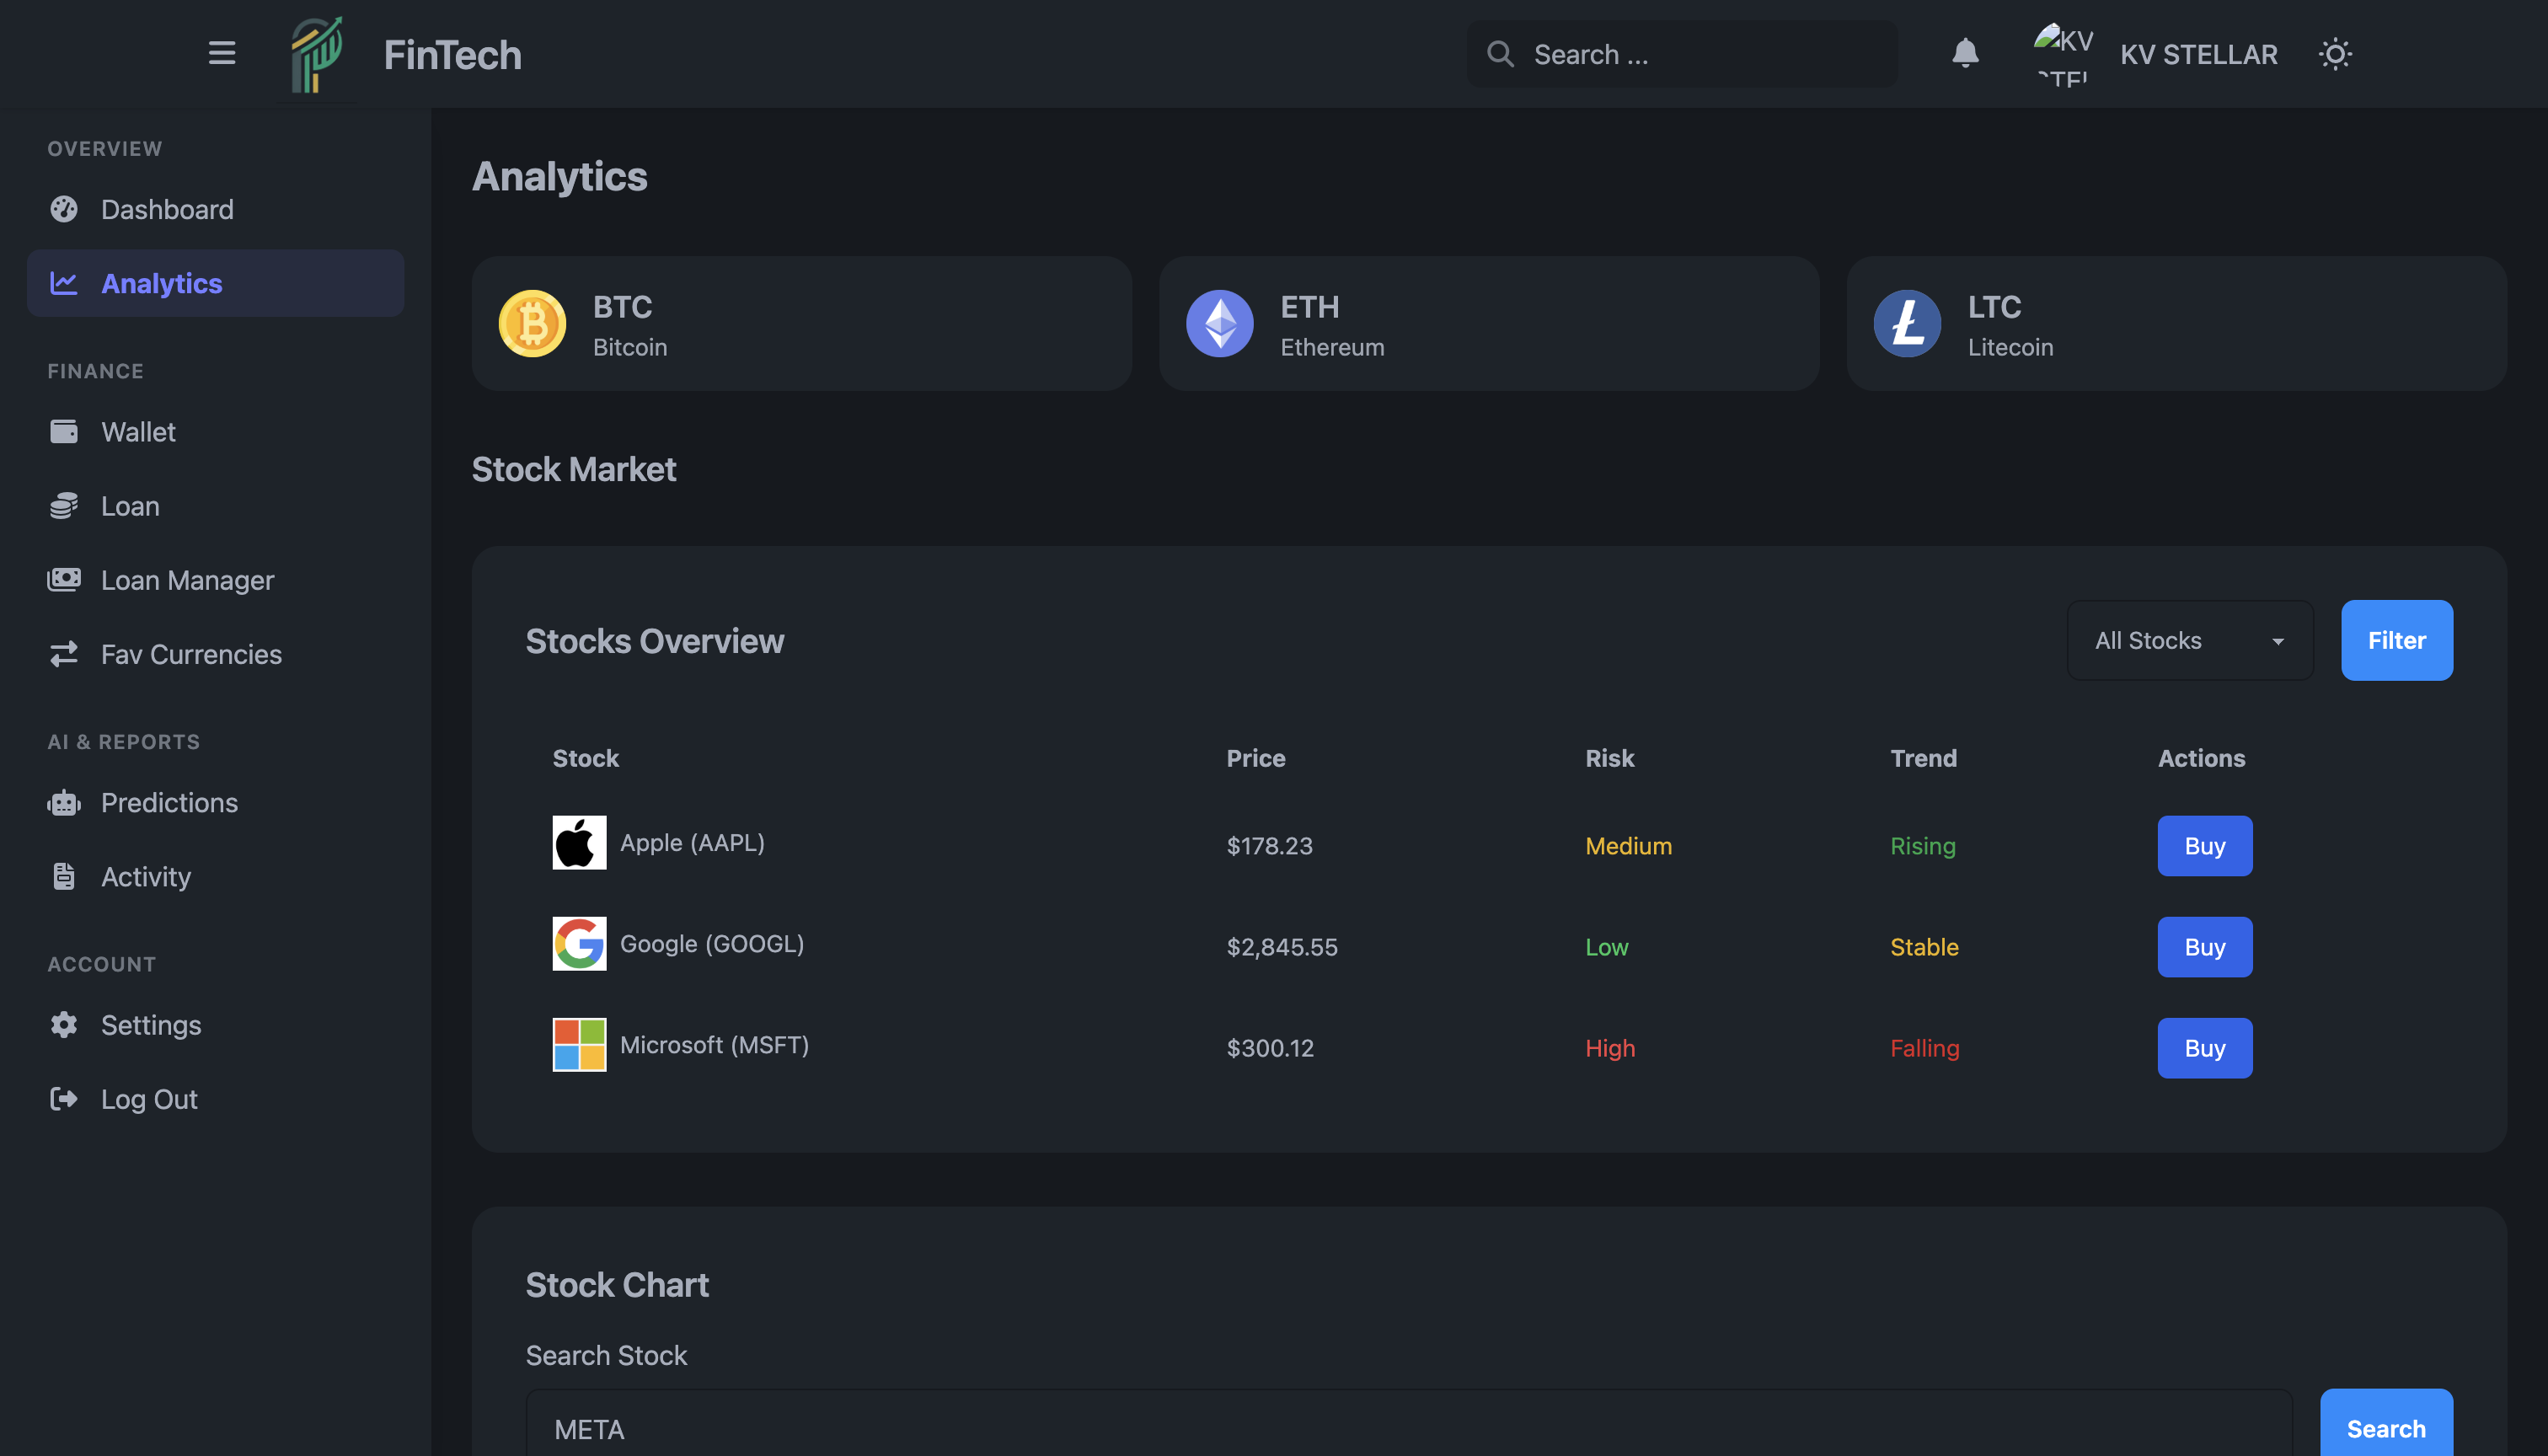 FinTech
Search ...
KV
KV STELLAR
OVERVIEW
Dashboard
Analytics
FINANCE
Wallet
Loan
Loan Manager
Fav Currencies
AI & REPORTS
Predictions
Activity
ACCOUNT
Settings
Log Out
Analytics
BTC
Bitcoin
ETH
Ethereum
LTC
Litecoin
Stock Market
Stocks Overview
All Stocks
Filter
Stock Price Risk Trend Actions
Apple (AAPL) $178.23 Medium Rising Buy
Google (GOOGL) $2,845.55 Low Stable Buy
Microsoft (MSFT) $300.12 High Falling Buy
Stock Chart
Search Stock
META
Search